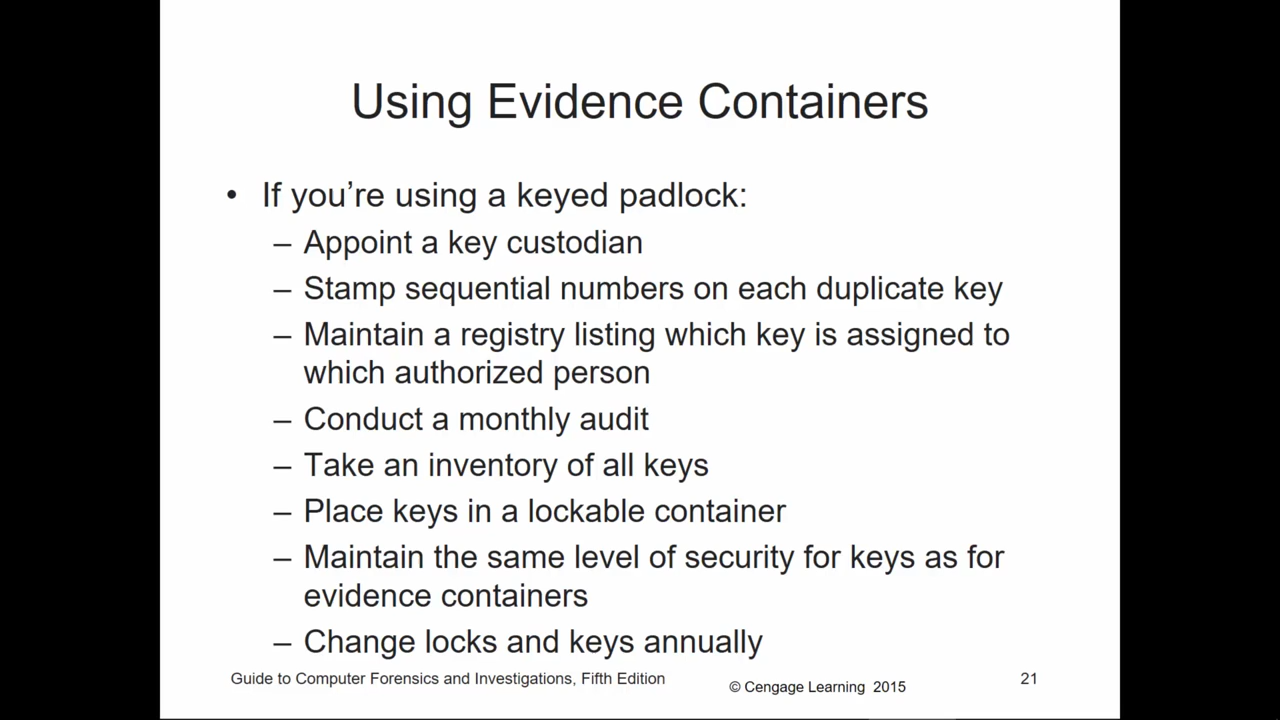 Using Evidence Containers
• If you’re using a keyed padlock:
– Appoint a key custodian
– Stamp sequential numbers on each duplicate key
– Maintain a registry listing which key is assigned to
which authorized person
– Conduct a monthly audit
– Take an inventory of all keys
– Place keys in a lockable container
– Maintain the same level of security for keys as for
evidence containers
– Change locks and keys annually
Guide to Computer Forensics and Investigations, Fifth Edition
© Cengage Learning 2015
21